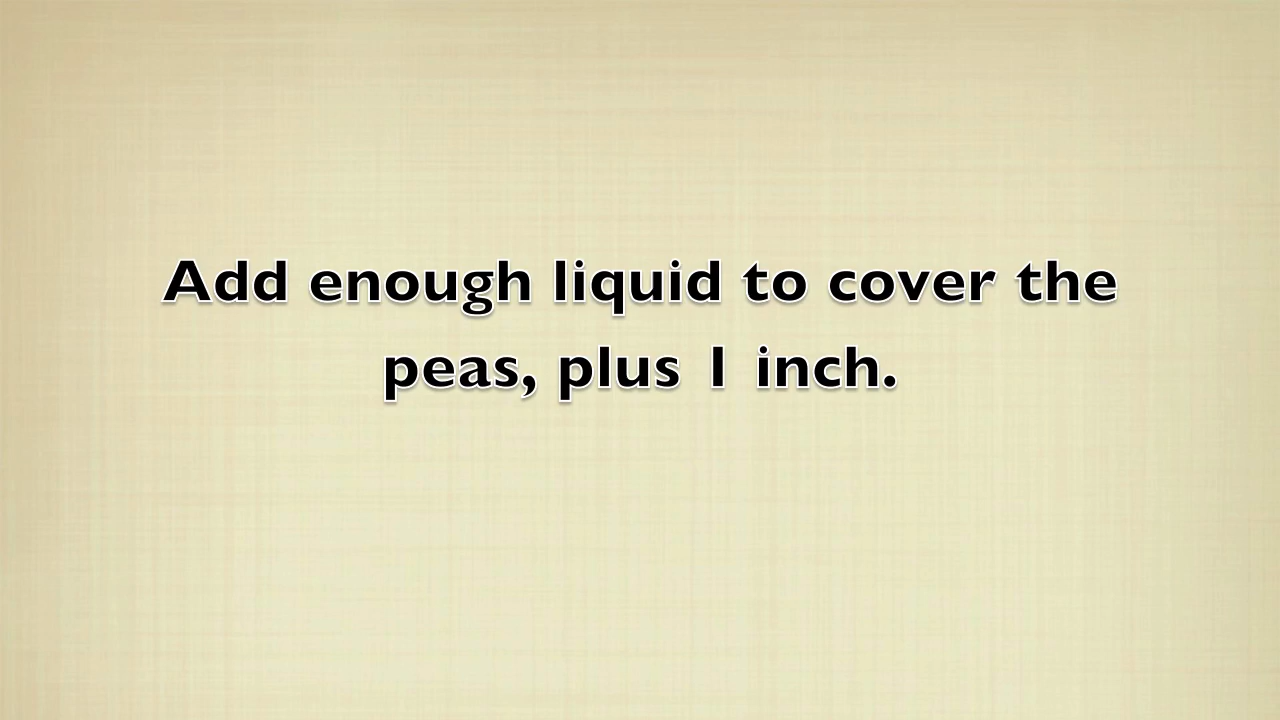 Add enough liquid to cover the
peas, plus 1 inch.